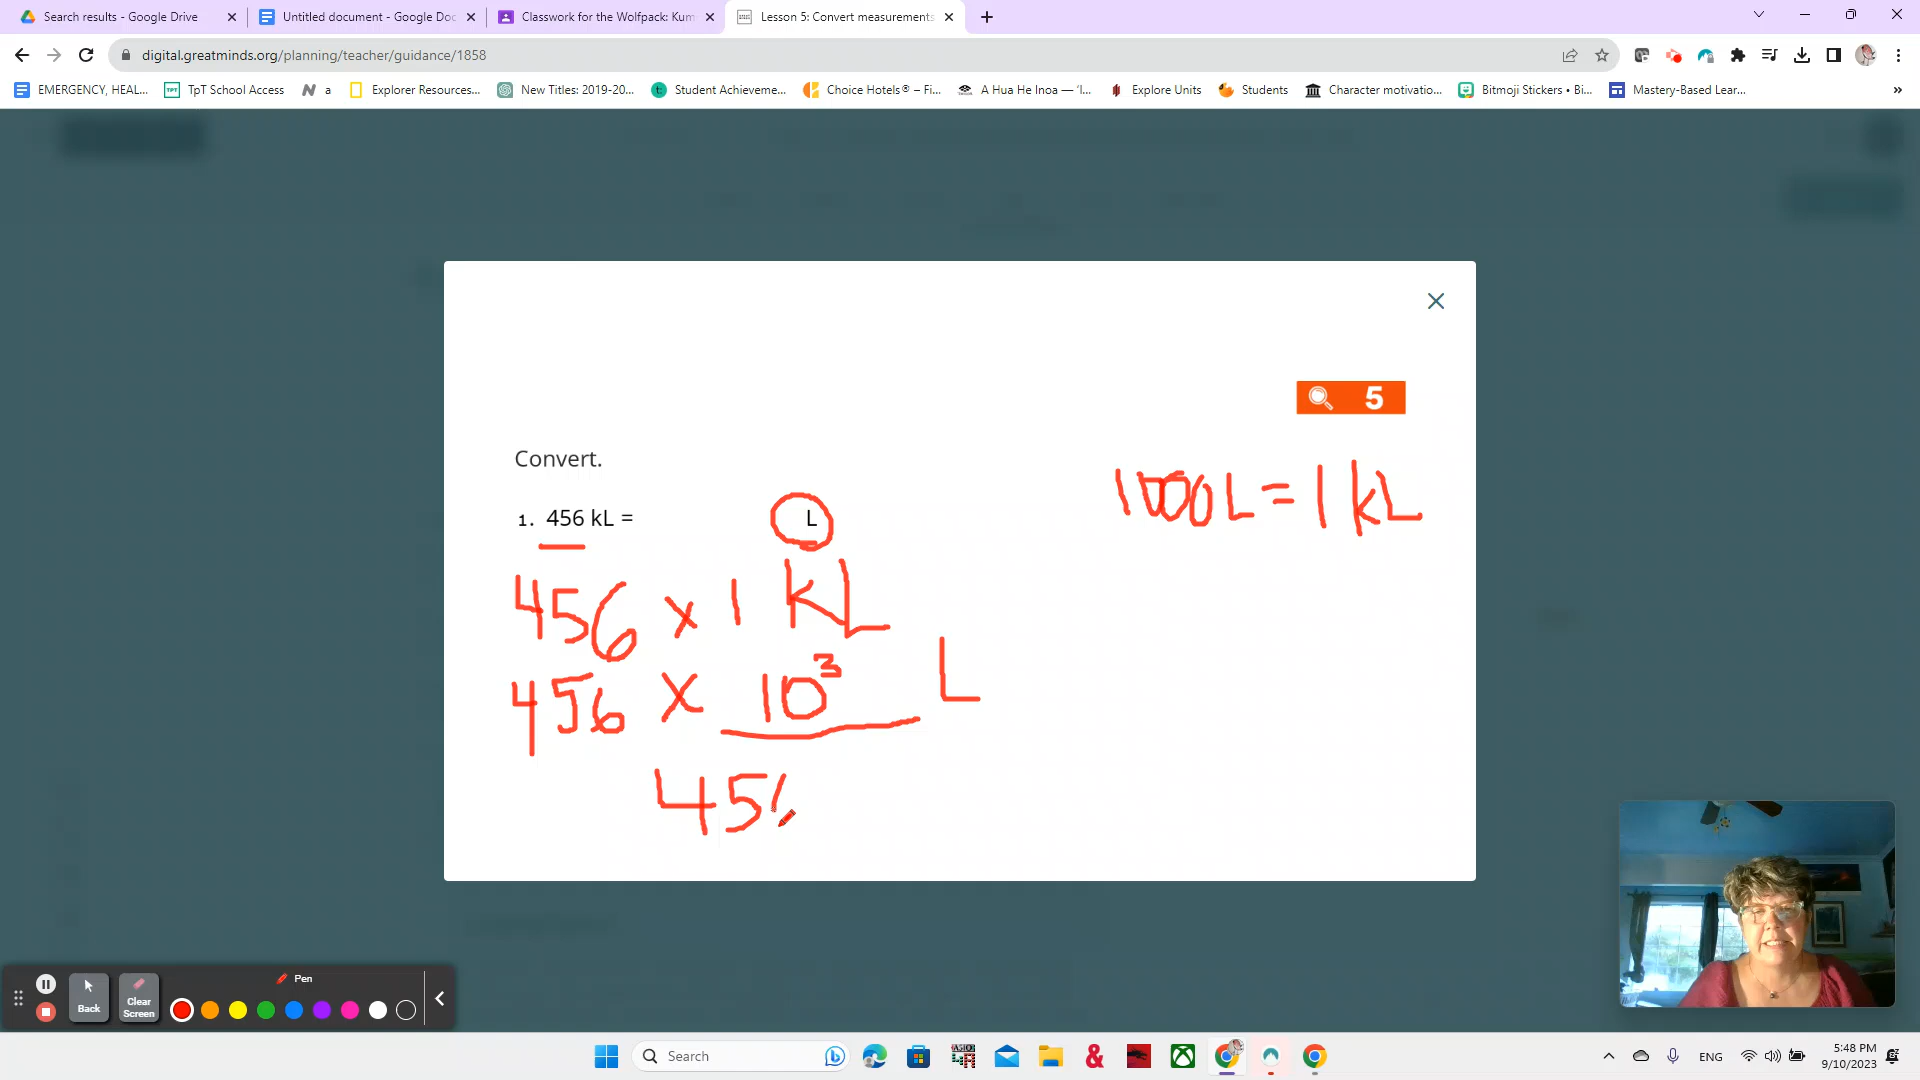 Search results - Google Drive
Untitled document - Google Doc
Classwork for the Wolfpack: Kum
Lesson 5: Convert measurements
digital.greatminds.org/planning/teacher/guidance/1858
EMERGENCY, HEAL...
TpT School Access
a
Explorer Resources...
New Titles: 2019-20...
Student Achieveme...
Choice Hotels® – Fi...
A Hua He Inoa — 'I...
Explore Units
Students
Character motivatio...
Bitmoji Stickers • Bi...
Mastery-Based Lear...
»
5
Convert.
1000L = 1 kL
1. 456 kL = L
456 x 1 kL
456 x 10³ L
456
Pen
Back
Clear Screen
Search
ENG
5:48 PM
9/10/2023